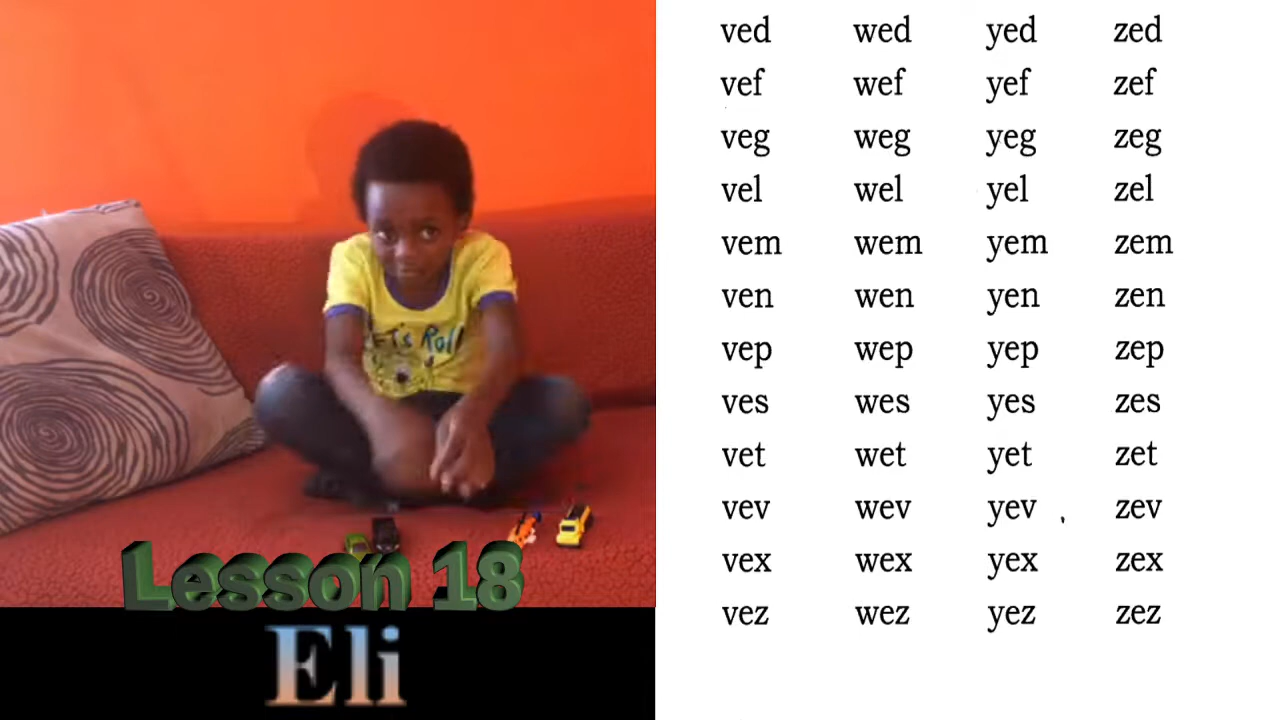 LET'S Roll
Lesson 18
Eli
ved wed yed zed
vef wef yef zef
veg weg yeg zeg
vel wel yel zel
vem wem yem zem
ven wen yen zen
vep wep yep zep
ves wes yes zes
vet wet yet zet
vev wev yev zev
vex wex yex zex
vez wez yez zez